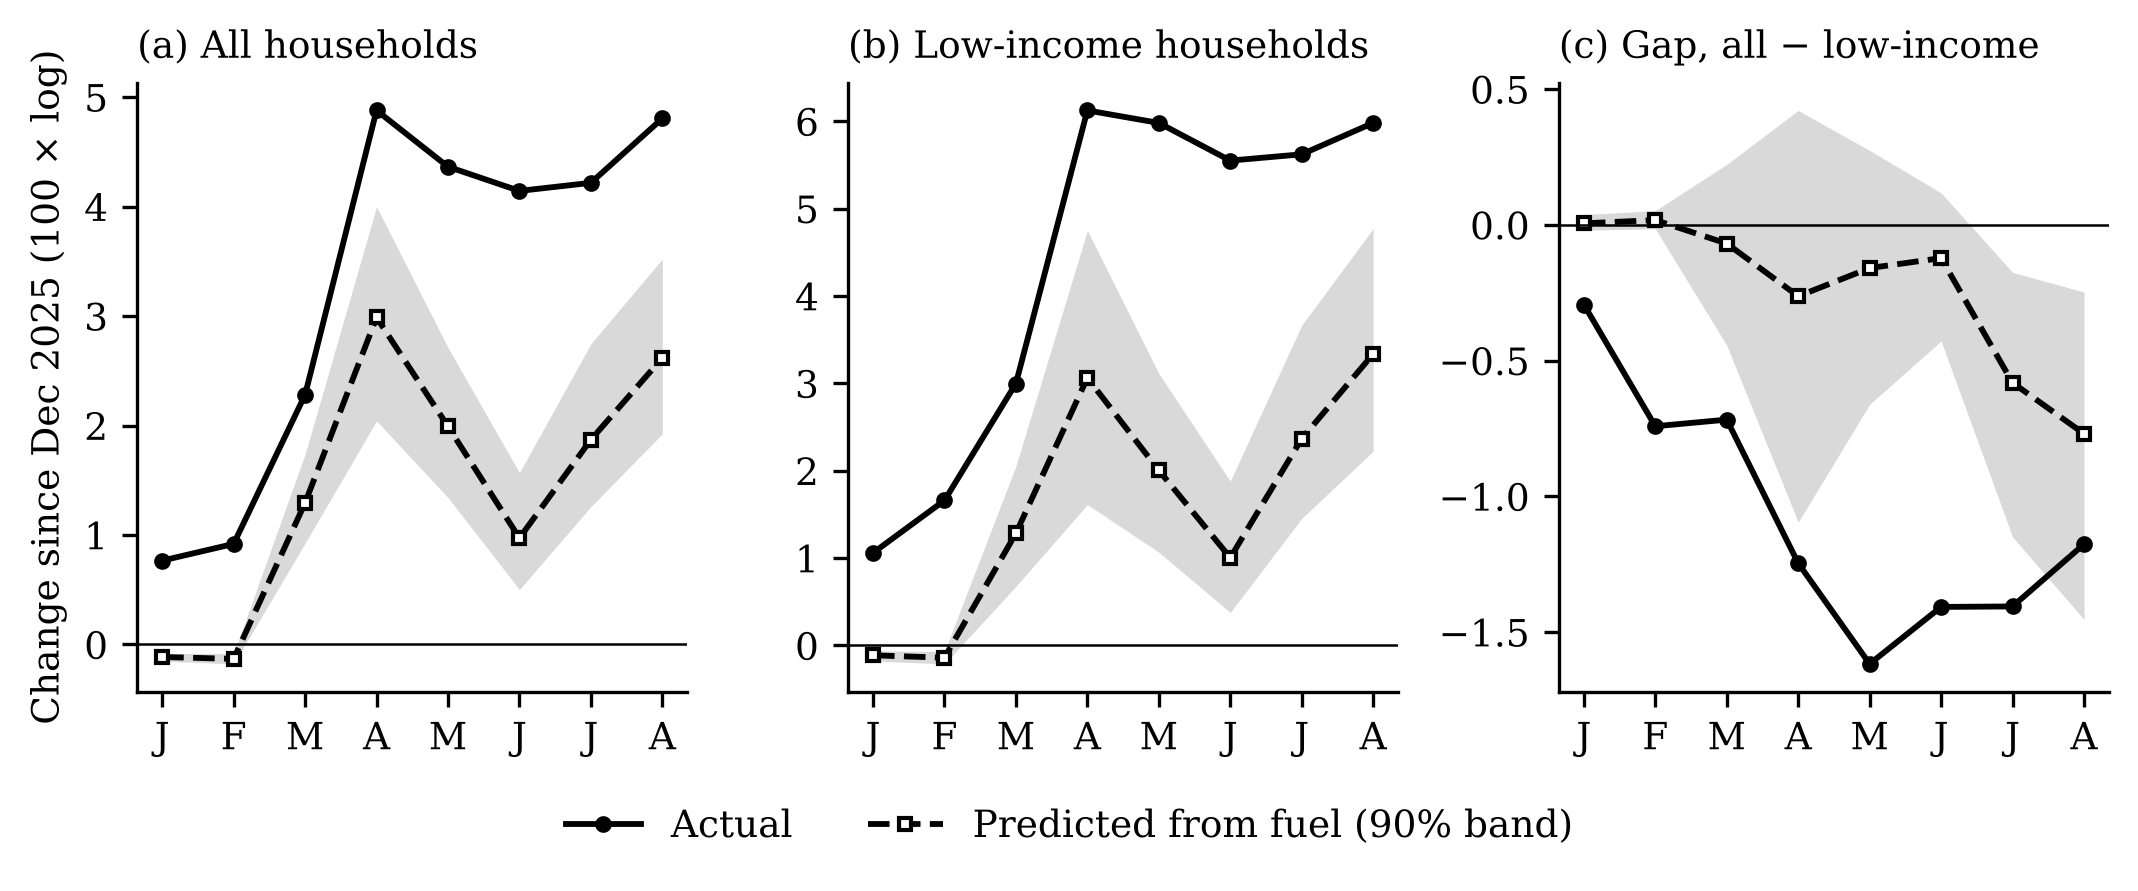 (a) All households
(b) Low-income households
(c) Gap, all − low-income
Change since Dec 2025 (100 × log)
5
4
3
2
1
0
J F M A M J J A
6
5
4
3
2
1
0
J F M A M J J A
0.5
0.0
−0.5
−1.0
−1.5
J F M A M J J A
Actual
Predicted from fuel (90% band)